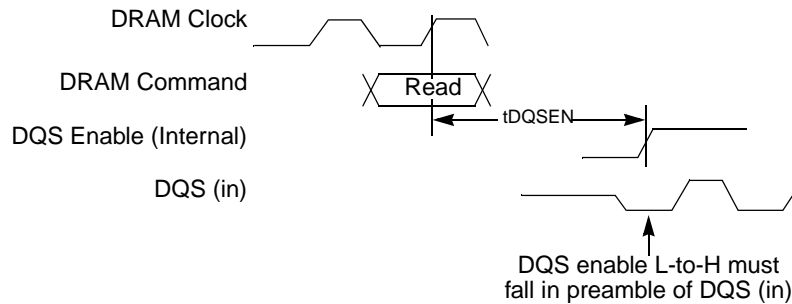 DRAM Clock
DRAM Command
Read
tDQSEN
DQS Enable (Internal)
DQS (in)
DQS enable L-to-H must
fall in preamble of DQS (in)